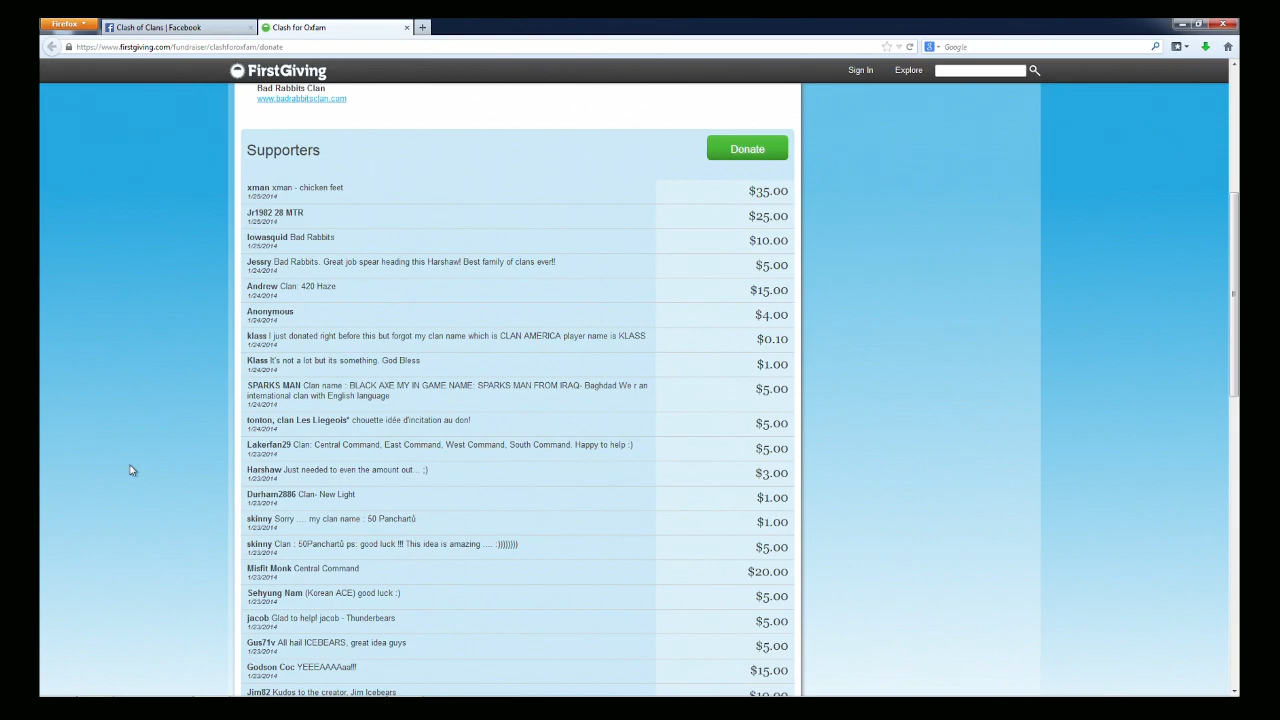 Firefox
Clash of Clans | Facebook
Clash for Oxfam
https://www.firstgiving.com/fundraiser/clashforoxfam/donate
Google
FirstGiving
Sign In
Explore
Bad Rabbits Clan
www.badrabbitsclan.com
Supporters
Donate
xman xman - chicken feet $35.00
1/25/2014
Jr1982 28 MTR $25.00
1/25/2014
Iowasquid Bad Rabbits $10.00
1/25/2014
Jessry Bad Rabbits. Great job spear heading this Harshaw! Best family of clans ever!! $5.00
1/24/2014
Andrew Clan: 420 Haze $15.00
1/24/2014
Anonymous $4.00
1/24/2014
klass I just donated right before this but forgot my clan name which is CLAN AMERICA player name is KLASS $0.10
1/24/2014
Klass It's not a lot but its something. God Bless $1.00
1/24/2014
SPARKS MAN Clan name : BLACK AXE MY IN GAME NAME: SPARKS MAN FROM IRAQ- Baghdad We r an $5.00
international clan with English language
1/24/2014
tonton, clan Les Liegeois* chouette idée d'incitation au don! $5.00
1/24/2014
Lakerfan29 Clan: Central Command, East Command, West Command, South Command. Happy to help :) $5.00
1/23/2014
Harshaw Just needed to even the amount out... ;) $3.00
1/23/2014
Durham2886 Clan- New Light $1.00
1/23/2014
skinny Sorry .... my clan name : 50 Panchartů $1.00
1/23/2014
skinny Clan : 50Panchartů ps: good luck !!! This idea is amazing .... :)))))))) $5.00
1/23/2014
Misfit Monk Central Command $20.00
1/23/2014
Sehyung Nam (Korean ACE) good luck :) $5.00
1/23/2014
jacob Glad to help! jacob - Thunderbears $5.00
1/23/2014
Gus71v All hail ICEBEARS, great idea guys $5.00
1/23/2014
Godson Coc YEEEAAAAaa!!! $15.00
1/23/2014
Jim82 Kudos to the creator, Jim Icebears $10.00